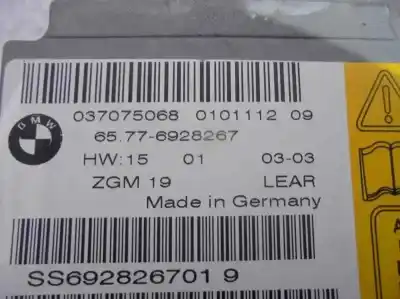 037075068 0101112 09
BMW
65.77-6928267
HW:15 01 03-03
ZGM 19 LEAR
Made in Germany
SS692826701 9